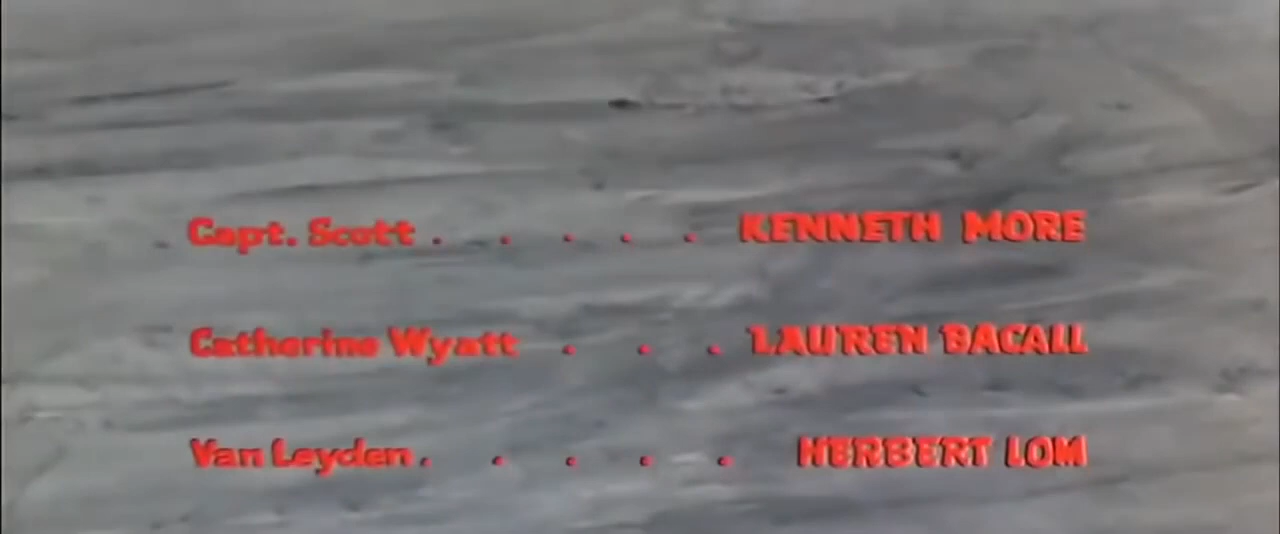 Capt. Scott . . . . . KENNETH MORE
Catherine Wyatt . . . LAUREN BACALL
Van Leyden . . . . . HERBERT LOM